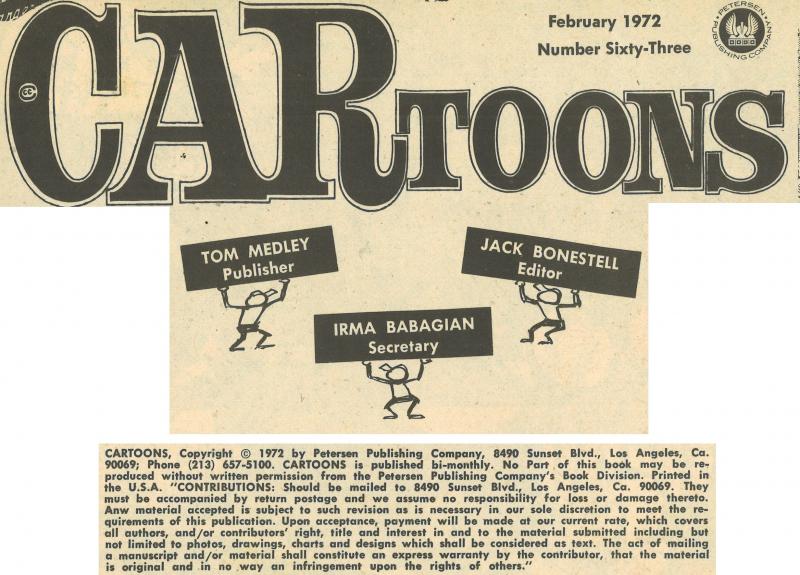 CARTOONS
February 1972
Number Sixty-Three
PETERSEN PUBLISHING COMPANY
TOM MEDLEY
Publisher
JACK BONESTELL
Editor
IRMA BABAGIAN
Secretary
CARTOONS, Copyright © 1972 by Petersen Publishing Company, 8490 Sunset Blvd., Los Angeles, Ca.
90069; Phone (213) 657-5100. CARTOONS is published bi-monthly. No Part of this book may be re-
produced without written permission from the Petersen Publishing Company's Book Division. Printed in
the U.S.A. "CONTRIBUTIONS: Should be mailed to 8490 Sunset Blvd., Los Angeles, Ca. 90069. They
must be accompanied by return postage and we assume no responsibility for loss or damage thereto.
Anw material accepted is subject to such revision as is necessary in our sole discretion to meet the re-
quirements of this publication. Upon acceptance, payment will be made at our current rate, which covers
all authors, and/or contributors' right, title and interest in and to the material submitted including but
not limited to photos, drawings, charts and designs which shall be considered as text. The act of mailing
a manuscript and/or material shall constitute an express warranty by the contributor, that the material
is original and in no way an infringement upon the rights of others."